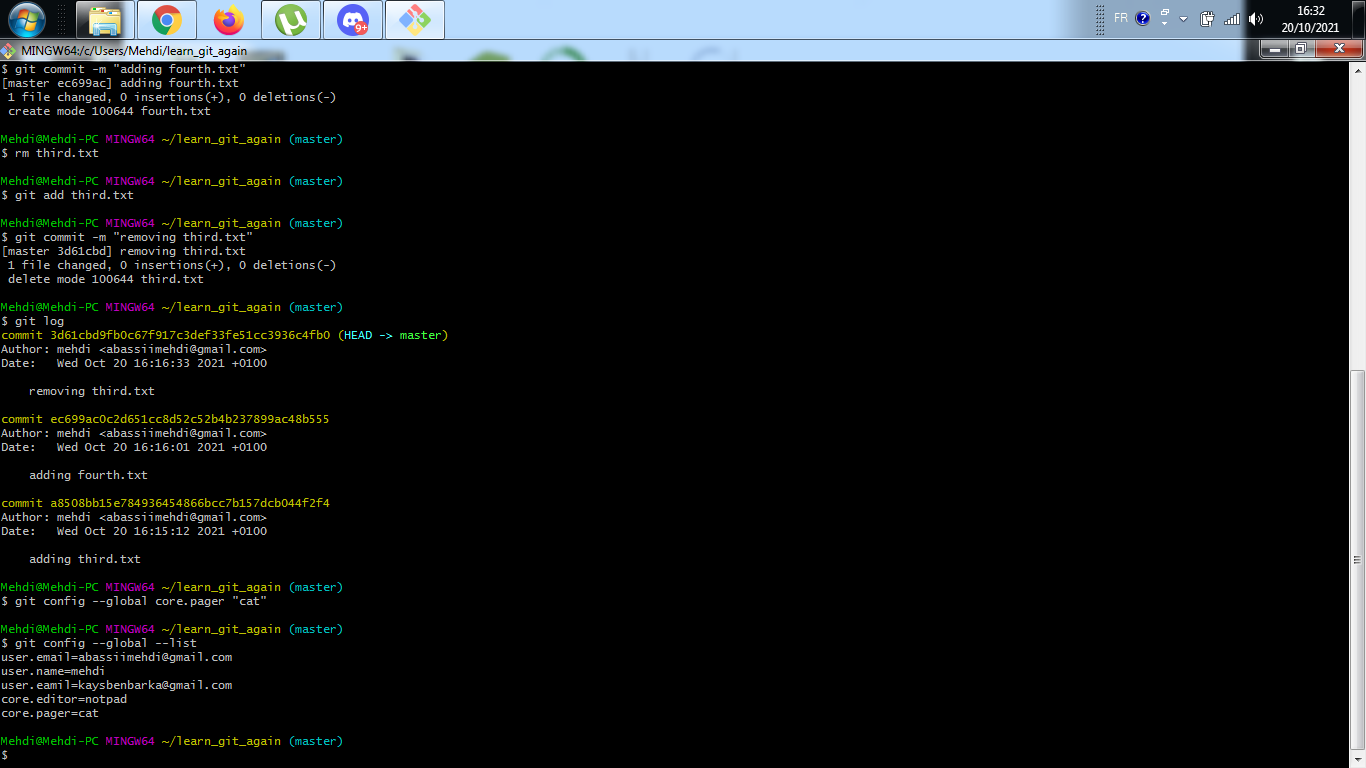 FR
16:32
20/10/2021
9+
MINGW64:/c/Users/Mehdi/learn_git_again
$ git commit -m "adding fourth.txt"
[master ec699ac] adding fourth.txt
 1 file changed, 0 insertions(+), 0 deletions(-)
 create mode 100644 fourth.txt
Mehdi@Mehdi-PC MINGW64 ~/learn_git_again (master)
$ rm third.txt
Mehdi@Mehdi-PC MINGW64 ~/learn_git_again (master)
$ git add third.txt
Mehdi@Mehdi-PC MINGW64 ~/learn_git_again (master)
$ git commit -m "removing third.txt"
[master 3d61cbd] removing third.txt
 1 file changed, 0 insertions(+), 0 deletions(-)
 delete mode 100644 third.txt
Mehdi@Mehdi-PC MINGW64 ~/learn_git_again (master)
$ git log
commit 3d61cbd9fb0c67f917c3def33fe51cc3936c4fb0 (HEAD -> master)
Author: mehdi <abassiimehdi@gmail.com>
Date:   Wed Oct 20 16:16:33 2021 +0100
    removing third.txt
commit ec699ac0c2d651cc8d52c52b4b237899ac48b555
Author: mehdi <abassiimehdi@gmail.com>
Date:   Wed Oct 20 16:16:01 2021 +0100
    adding fourth.txt
commit a8508bb15e784936454866bcc7b157dcb044f2f4
Author: mehdi <abassiimehdi@gmail.com>
Date:   Wed Oct 20 16:15:12 2021 +0100
    adding third.txt
Mehdi@Mehdi-PC MINGW64 ~/learn_git_again (master)
$ git config --global core.pager "cat"
Mehdi@Mehdi-PC MINGW64 ~/learn_git_again (master)
$ git config --global --list
user.email=abassiimehdi@gmail.com
user.name=mehdi
user.eamil=kaysbenbarka@gmail.com
core.editor=notpad
core.pager=cat
Mehdi@Mehdi-PC MINGW64 ~/learn_git_again (master)
$